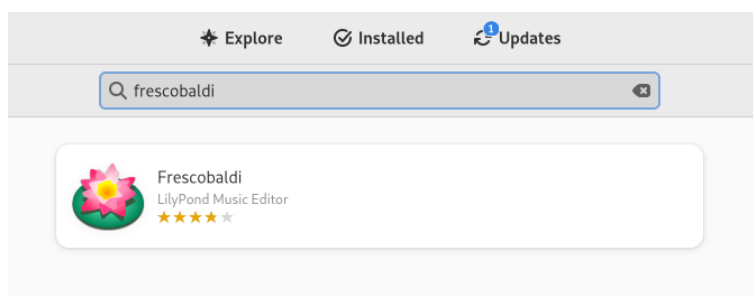 Explore
Installed
1
Updates
frescobaldi
Frescobaldi
LilyPond Music Editor